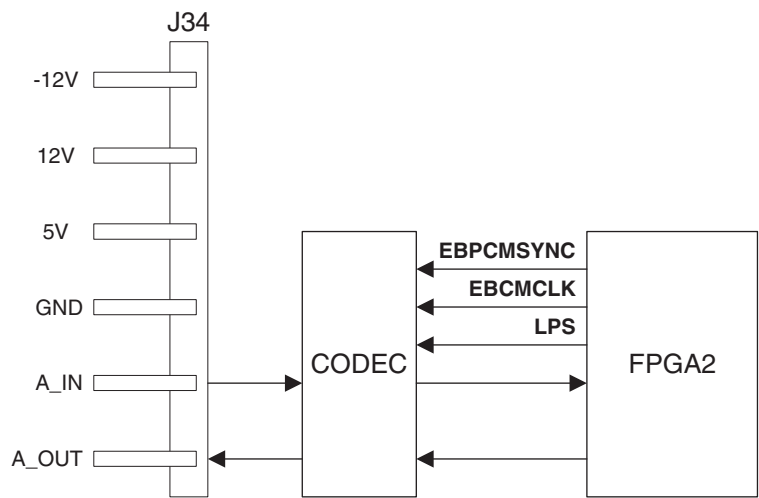 J34
-12V
12V
5V
GND
A_IN
A_OUT
EBPCMSYNC
EBCMCLK
LPS
CODEC
FPGA2